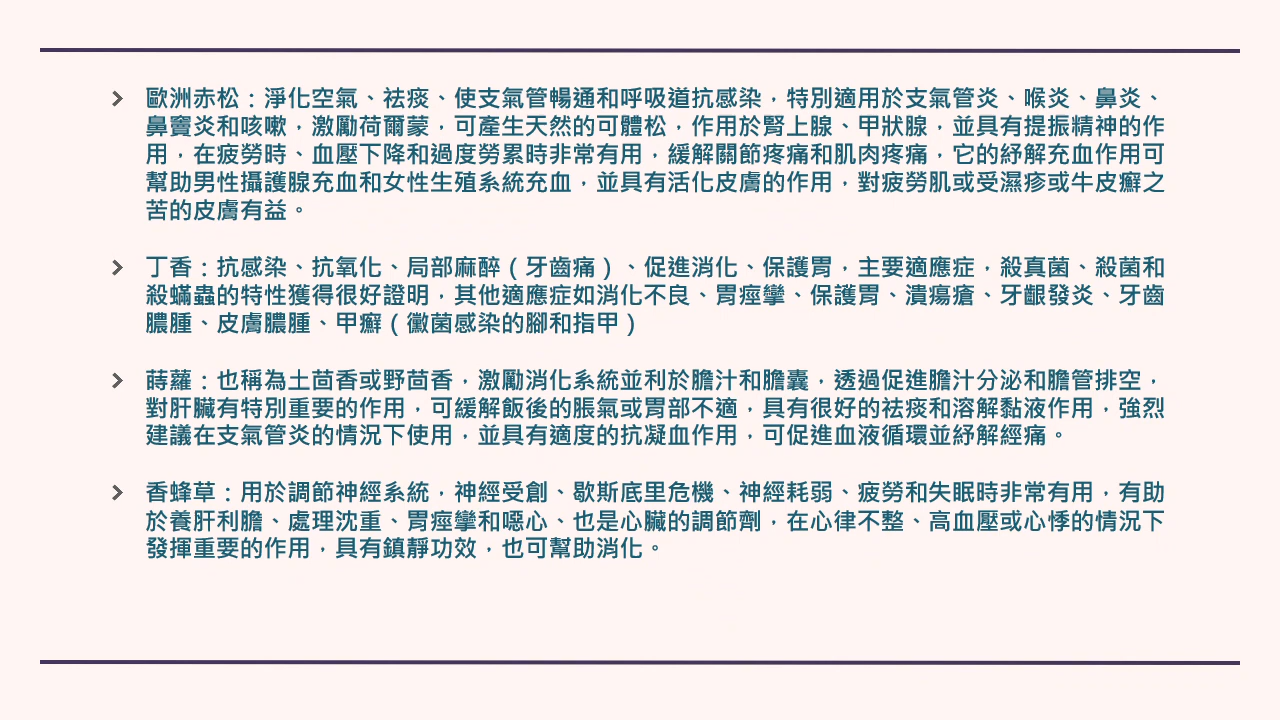 歐洲赤松：淨化空氣、祛痰、使支氣管暢通和呼吸道抗感染，特別適用於支氣管炎、喉炎、鼻炎、
鼻竇炎和咳嗽，激勵荷爾蒙，可產生天然的可體松，作用於腎上腺、甲狀腺，並具有提振精神的作
用，在疲勞時、血壓下降和過度勞累時非常有用，緩解關節疼痛和肌肉疼痛，它的紓解充血作用可
幫助男性攝護腺充血和女性生殖系統充血，並具有活化皮膚的作用，對疲勞肌或受濕疹或牛皮癬之
苦的皮膚有益。
丁香：抗感染、抗氧化、局部麻醉（牙齒痛）、促進消化、保護胃，主要適應症，殺真菌、殺菌和
殺蟎蟲的特性獲得很好證明，其他適應症如消化不良、胃痙攣、保護胃、潰瘍瘡、牙齦發炎、牙齒
膿腫、皮膚膿腫、甲癬（黴菌感染的腳和指甲）
蒔蘿：也稱為土茴香或野茴香，激勵消化系統並利於膽汁和膽囊，透過促進膽汁分泌和膽管排空，
對肝臟有特別重要的作用，可緩解飯後的脹氣或胃部不適，具有很好的祛痰和溶解黏液作用，強烈
建議在支氣管炎的情況下使用，並具有適度的抗凝血作用，可促進血液循環並紓解經痛。
香蜂草：用於調節神經系統，神經受創、歇斯底里危機、神經耗弱、疲勞和失眠時非常有用，有助
於養肝利膽、處理沈重、胃痙攣和噁心、也是心臟的調節劑，在心律不整、高血壓或心悸的情況下
發揮重要的作用，具有鎮靜功效，也可幫助消化。